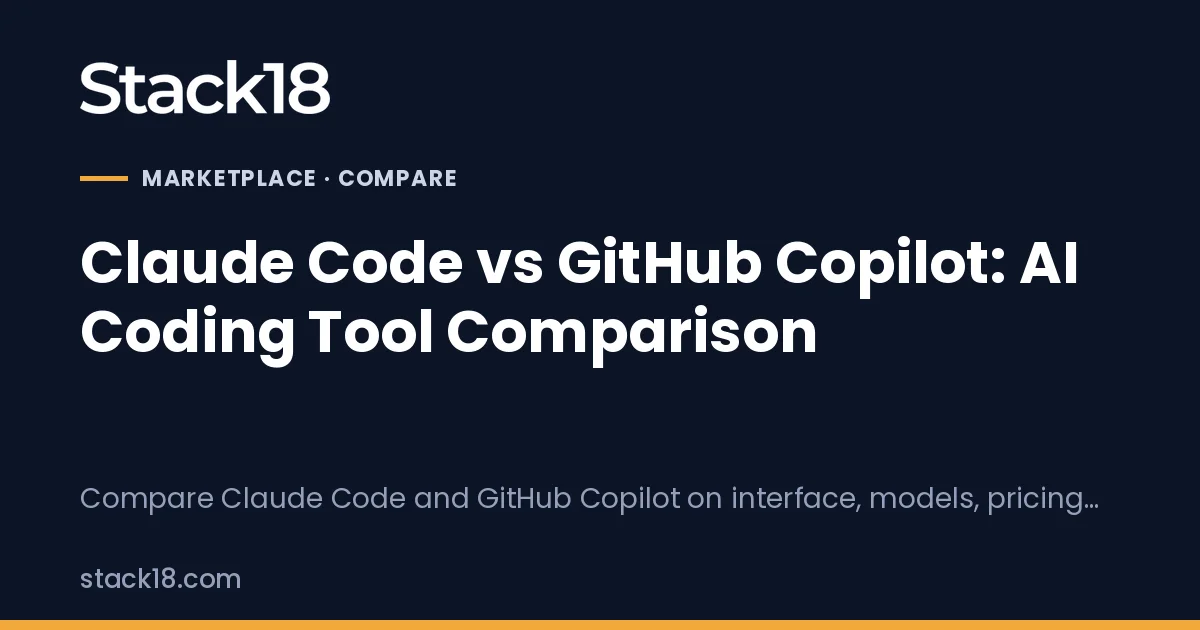 Stack18
MARKETPLACE · COMPARE
Claude Code vs GitHub Copilot: AI
Coding Tool Comparison
Compare Claude Code and GitHub Copilot on interface, models, pricing...
stack18.com